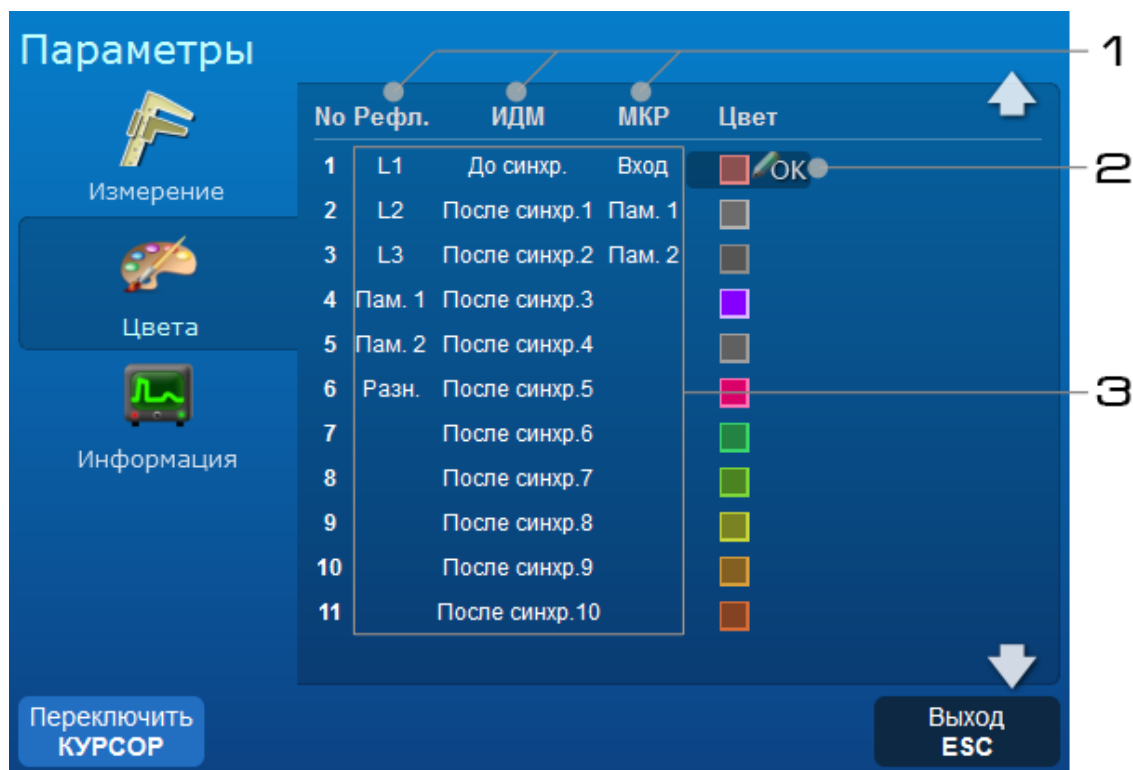 Параметры
1
No Рефл. ИДМ МКР Цвет
1 L1 До синхр. Вход OK
2
Измерение
2 L2 После синхр.1 Пам. 1
3 L3 После синхр.2 Пам. 2
4 Пам. 1 После синхр.3
Цвета
5 Пам. 2 После синхр.4
6 Разн. После синхр.5
3
7 После синхр.6
Информация
8 После синхр.7
9 После синхр.8
10 После синхр.9
11 После синхр.10
Переключить
КУРСОР
Выход
ESC